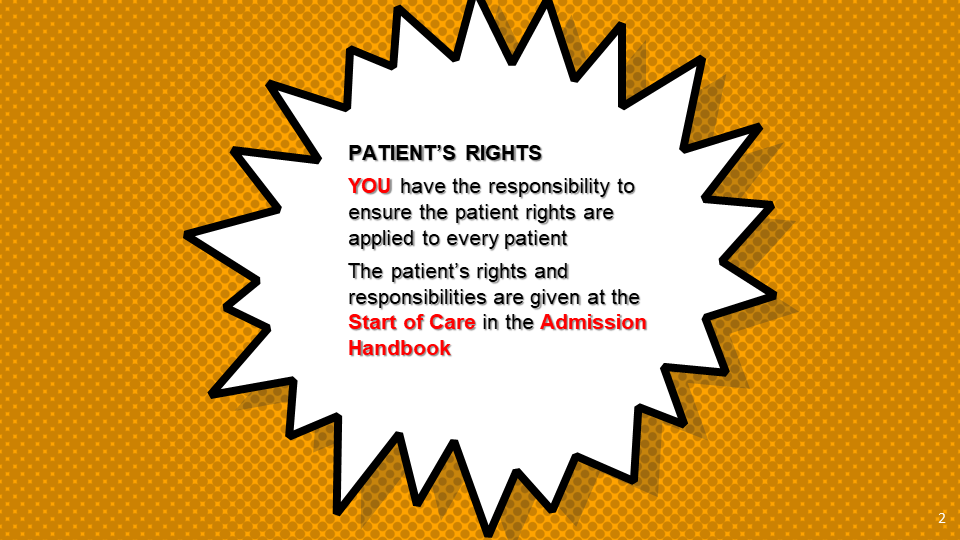 PATIENT’S RIGHTS
YOU have the responsibility to
ensure the patient rights are
applied to every patient
The patient’s rights and
responsibilities are given at the
Start of Care in the Admission
Handbook
2